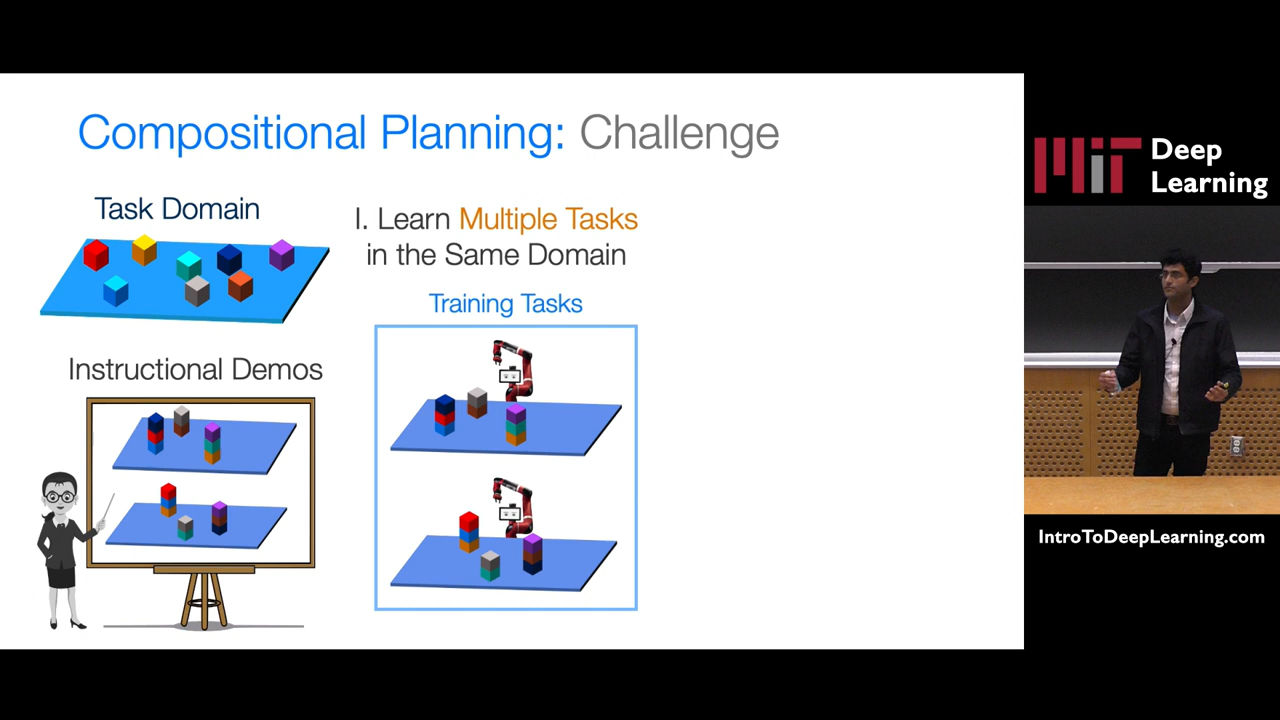 Compositional Planning: Challenge
Task Domain
I. Learn Multiple Tasks
in the Same Domain
Training Tasks
Instructional Demos
MIT Deep
Learning
IntroToDeepLearning.com